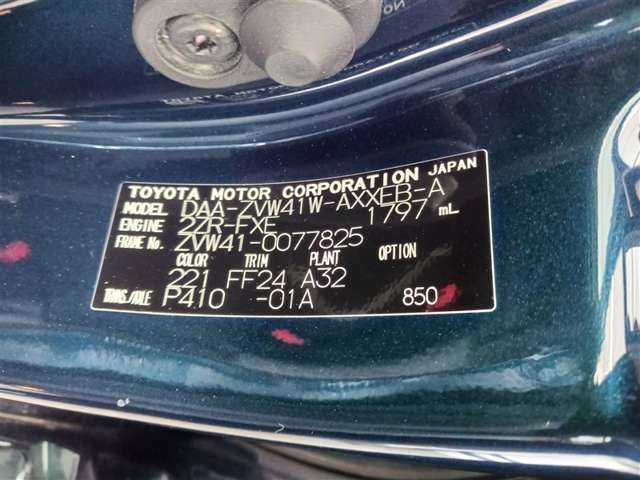 TOYOTA MOTOR CORPORATION JAPAN
MODEL DAA-ZVW41W-AXXEB-A
ENGINE 2ZR-FXE 1797 mL
FRAME No. ZVW41-0077825
COLOR TRIM PLANT OPTION
221 FF24 A32
TRANS./AXLE P410 -01A 850